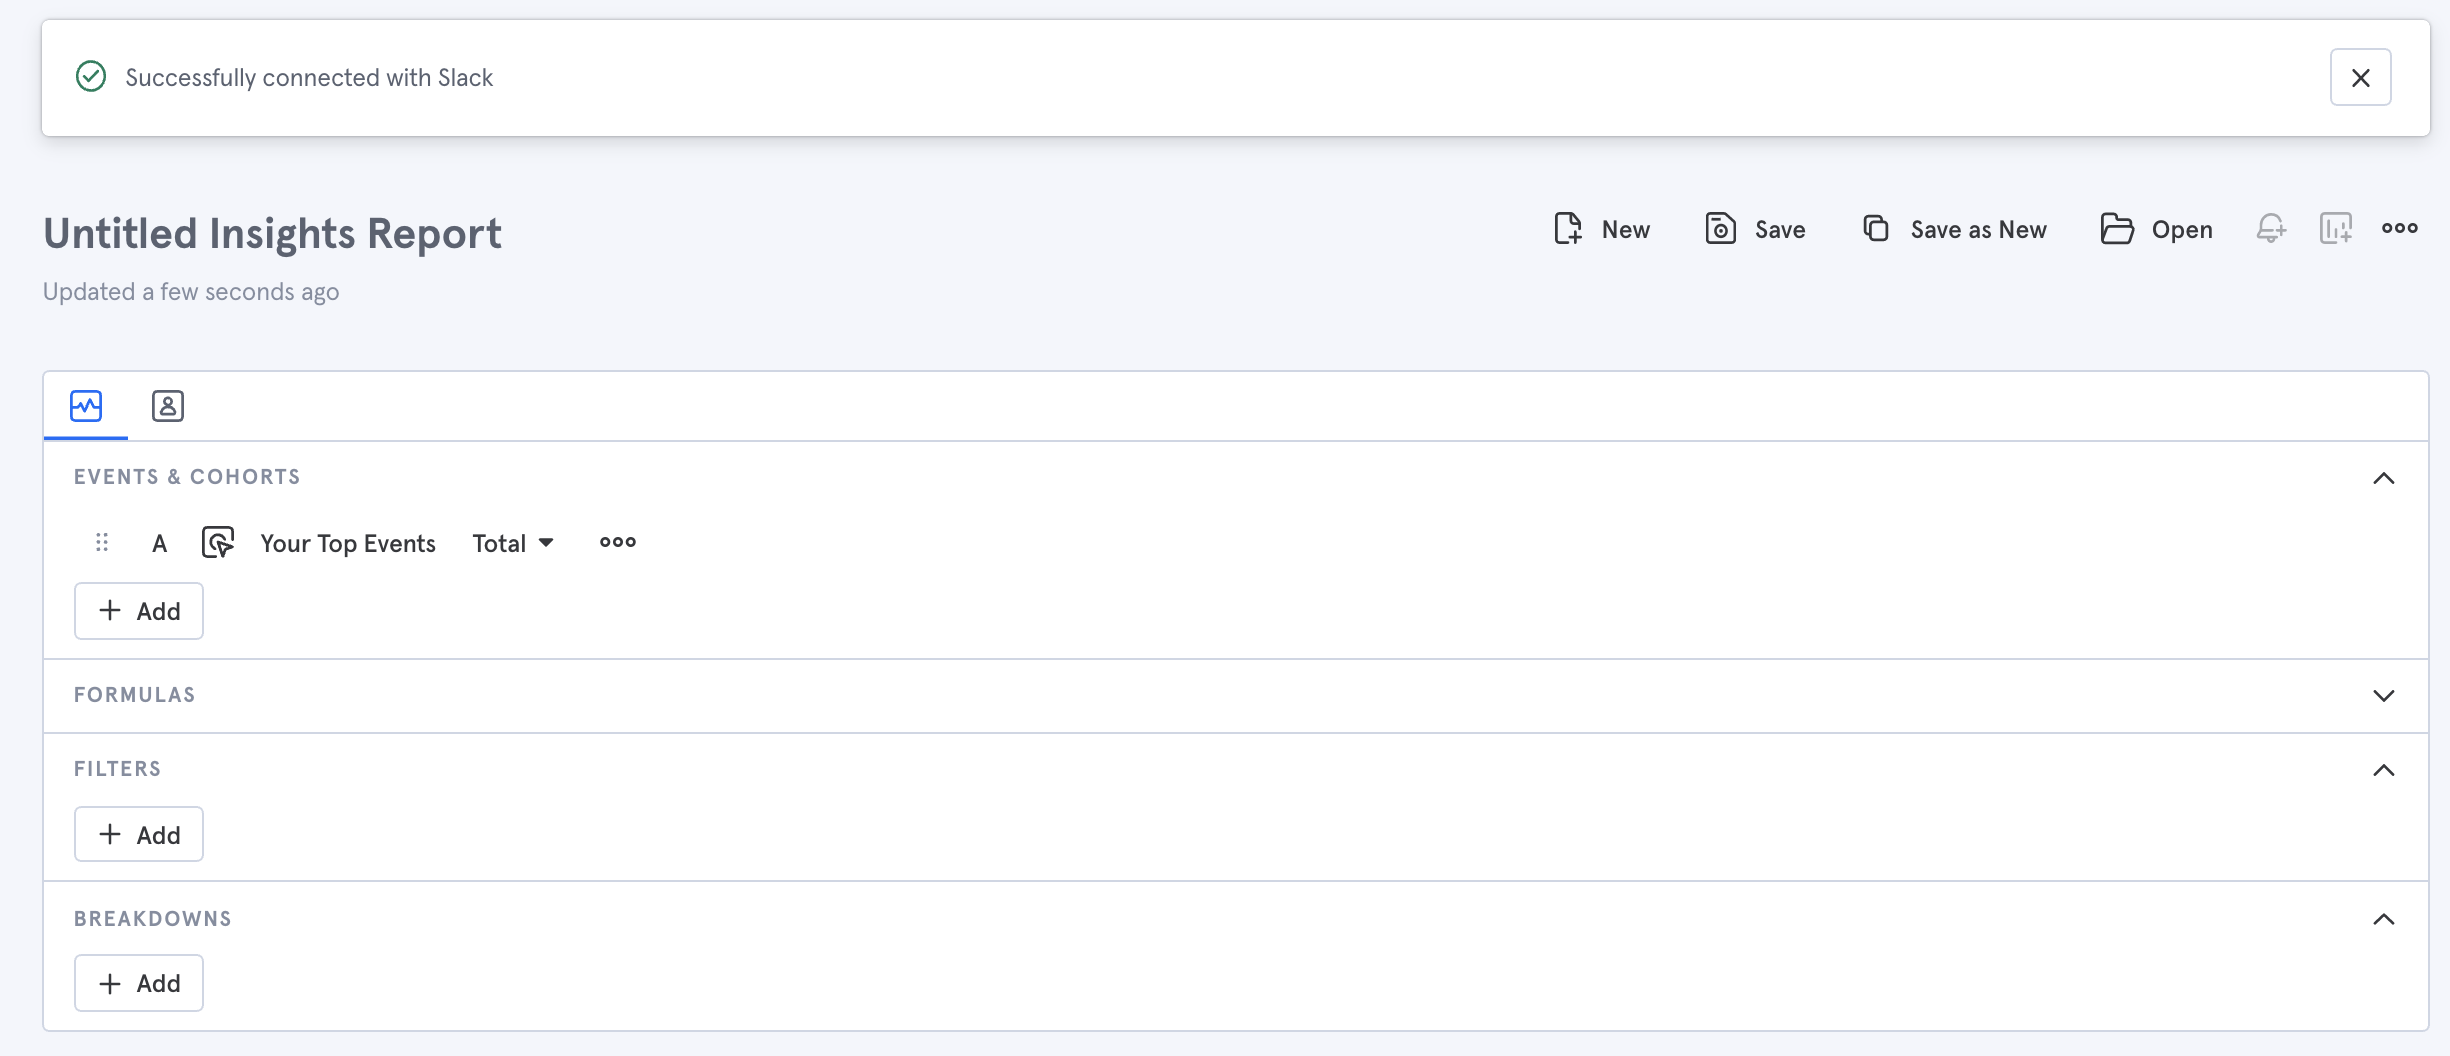 Successfully connected with Slack
Untitled Insights Report
New Save Save as New Open
Updated a few seconds ago
EVENTS & COHORTS
A Your Top Events Total
Add
FORMULAS
FILTERS
Add
BREAKDOWNS
Add